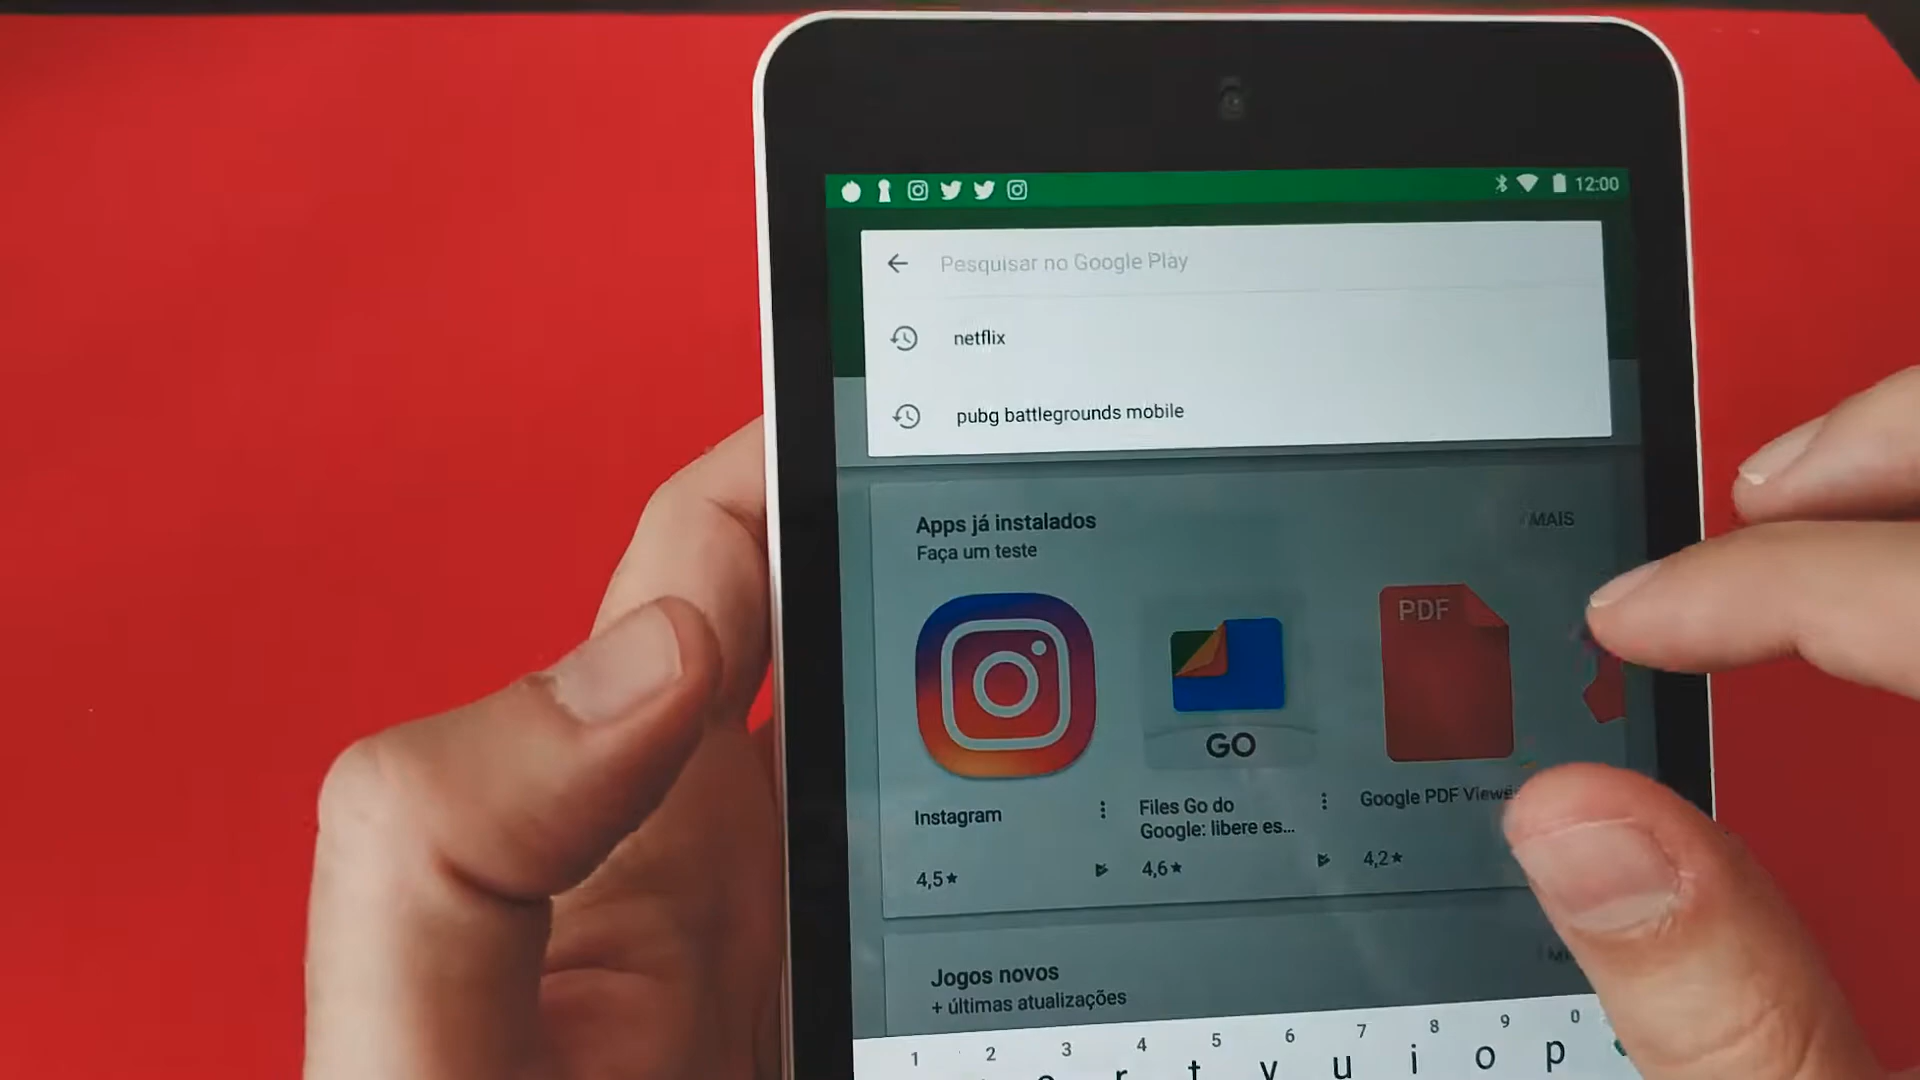 12:00
Pesquisar no Google Play
netflix
pubg battlegrounds mobile
Apps já instalados
MAIS
Faça um teste
PDF
GO
Instagram
Files Go do
Google: libere es...
Google PDF Viewe
4,5★
4,6★
4,2★
Jogos novos
+ últimas atualizações
1 2 3 4 5 6 7 8 9 0
r t y u i o p